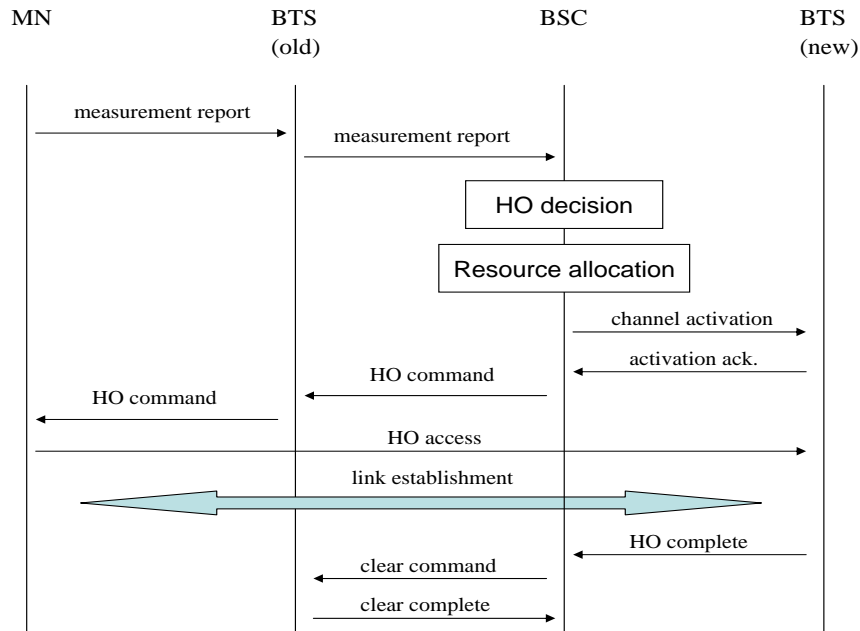 MN
BTS
(old)
BSC
BTS
(new)
measurement report
measurement report
HO decision
Resource allocation
channel activation
activation ack.
HO command
HO command
HO access
link establishment
HO complete
clear command
clear complete